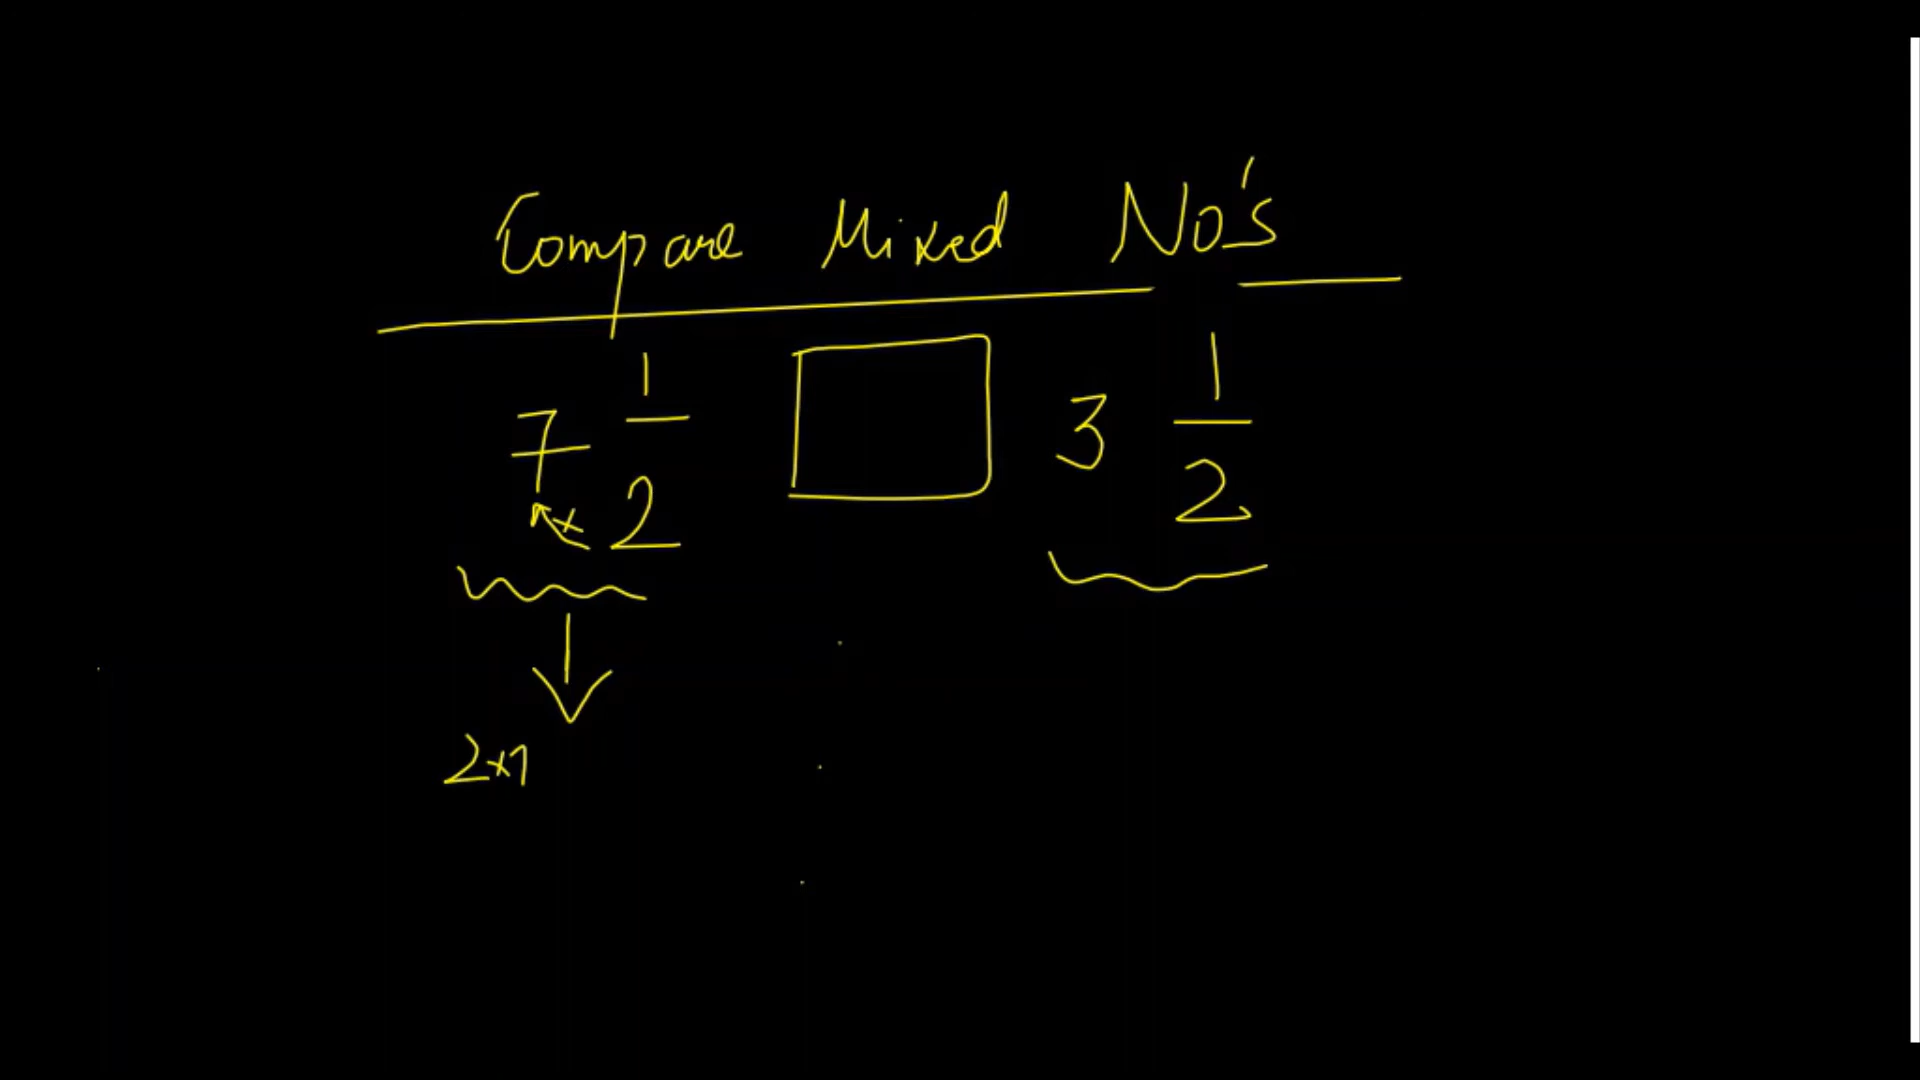 Compare Mixed No's
7 1/2 □ 3 1/2
×
2×7